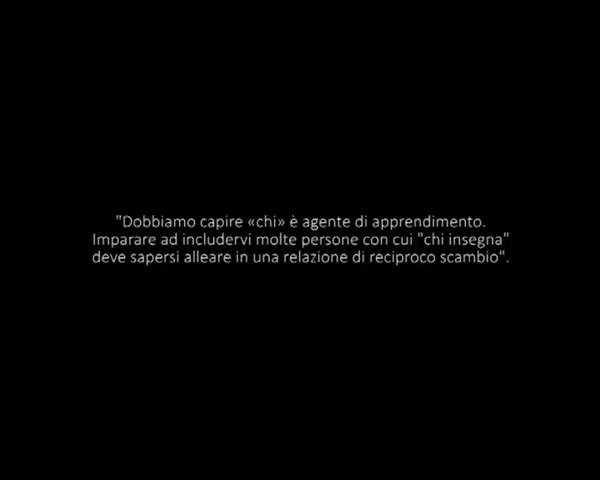 "Dobbiamo capire «chi» è agente di apprendimento.
Imparare ad includervi molte persone con cui "chi insegna"
deve sapersi alleare in una relazione di reciproco scambio".